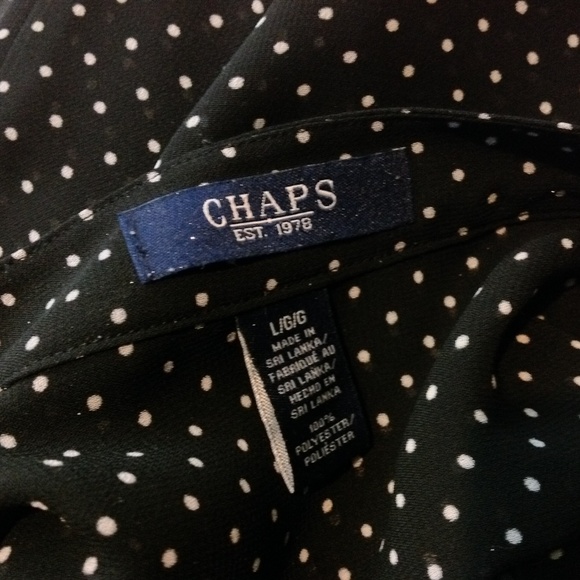 CHAPS
EST. 1978
L/G/G
MADE IN
SRI LANKA/
FABRIQUÉ AU
SRI LANKA/
HECHO EN
SRI LANKA
100%
POLYESTER/
POLIÉSTER